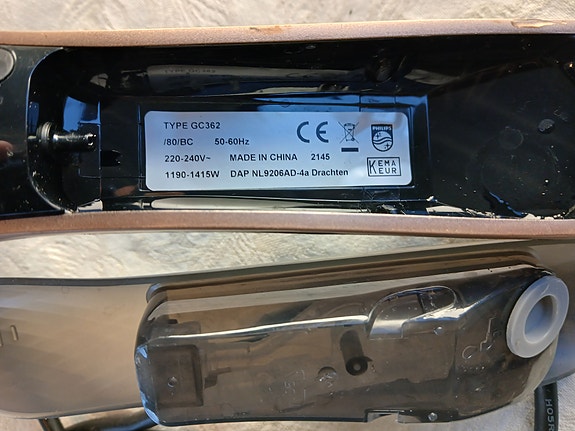 TYPE GC362
/80/BC 50-60Hz
220-240V~ MADE IN CHINA 2145
1190-1415W DAP NL9206AD-4a Drachten
CE
PHILIPS
KEMA
KEUR
H05R